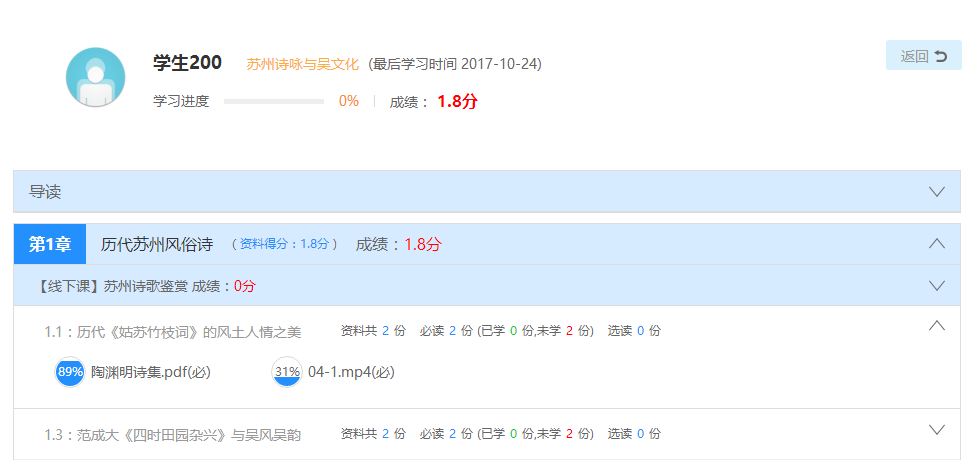 学生200 苏州诗咏与吴文化 (最后学习时间 2017-10-24) 返回
学习进度 0% 成绩： 1.8分
导读
第1章 历代苏州风俗诗 （资料得分：1.8分） 成绩：1.8分
【线下课】苏州诗歌鉴赏 成绩：0分
1.1：历代《姑苏竹枝词》的风土人情之美 资料共 2 份 必读 2 份 (已学 0 份,未学 2 份) 选读 0 份
89% 陶渊明诗集.pdf(必) 31% 04-1.mp4(必)
1.3：范成大《四时田园杂兴》与吴风吴韵 资料共 2 份 必读 2 份 (已学 0 份,未学 2 份) 选读 0 份